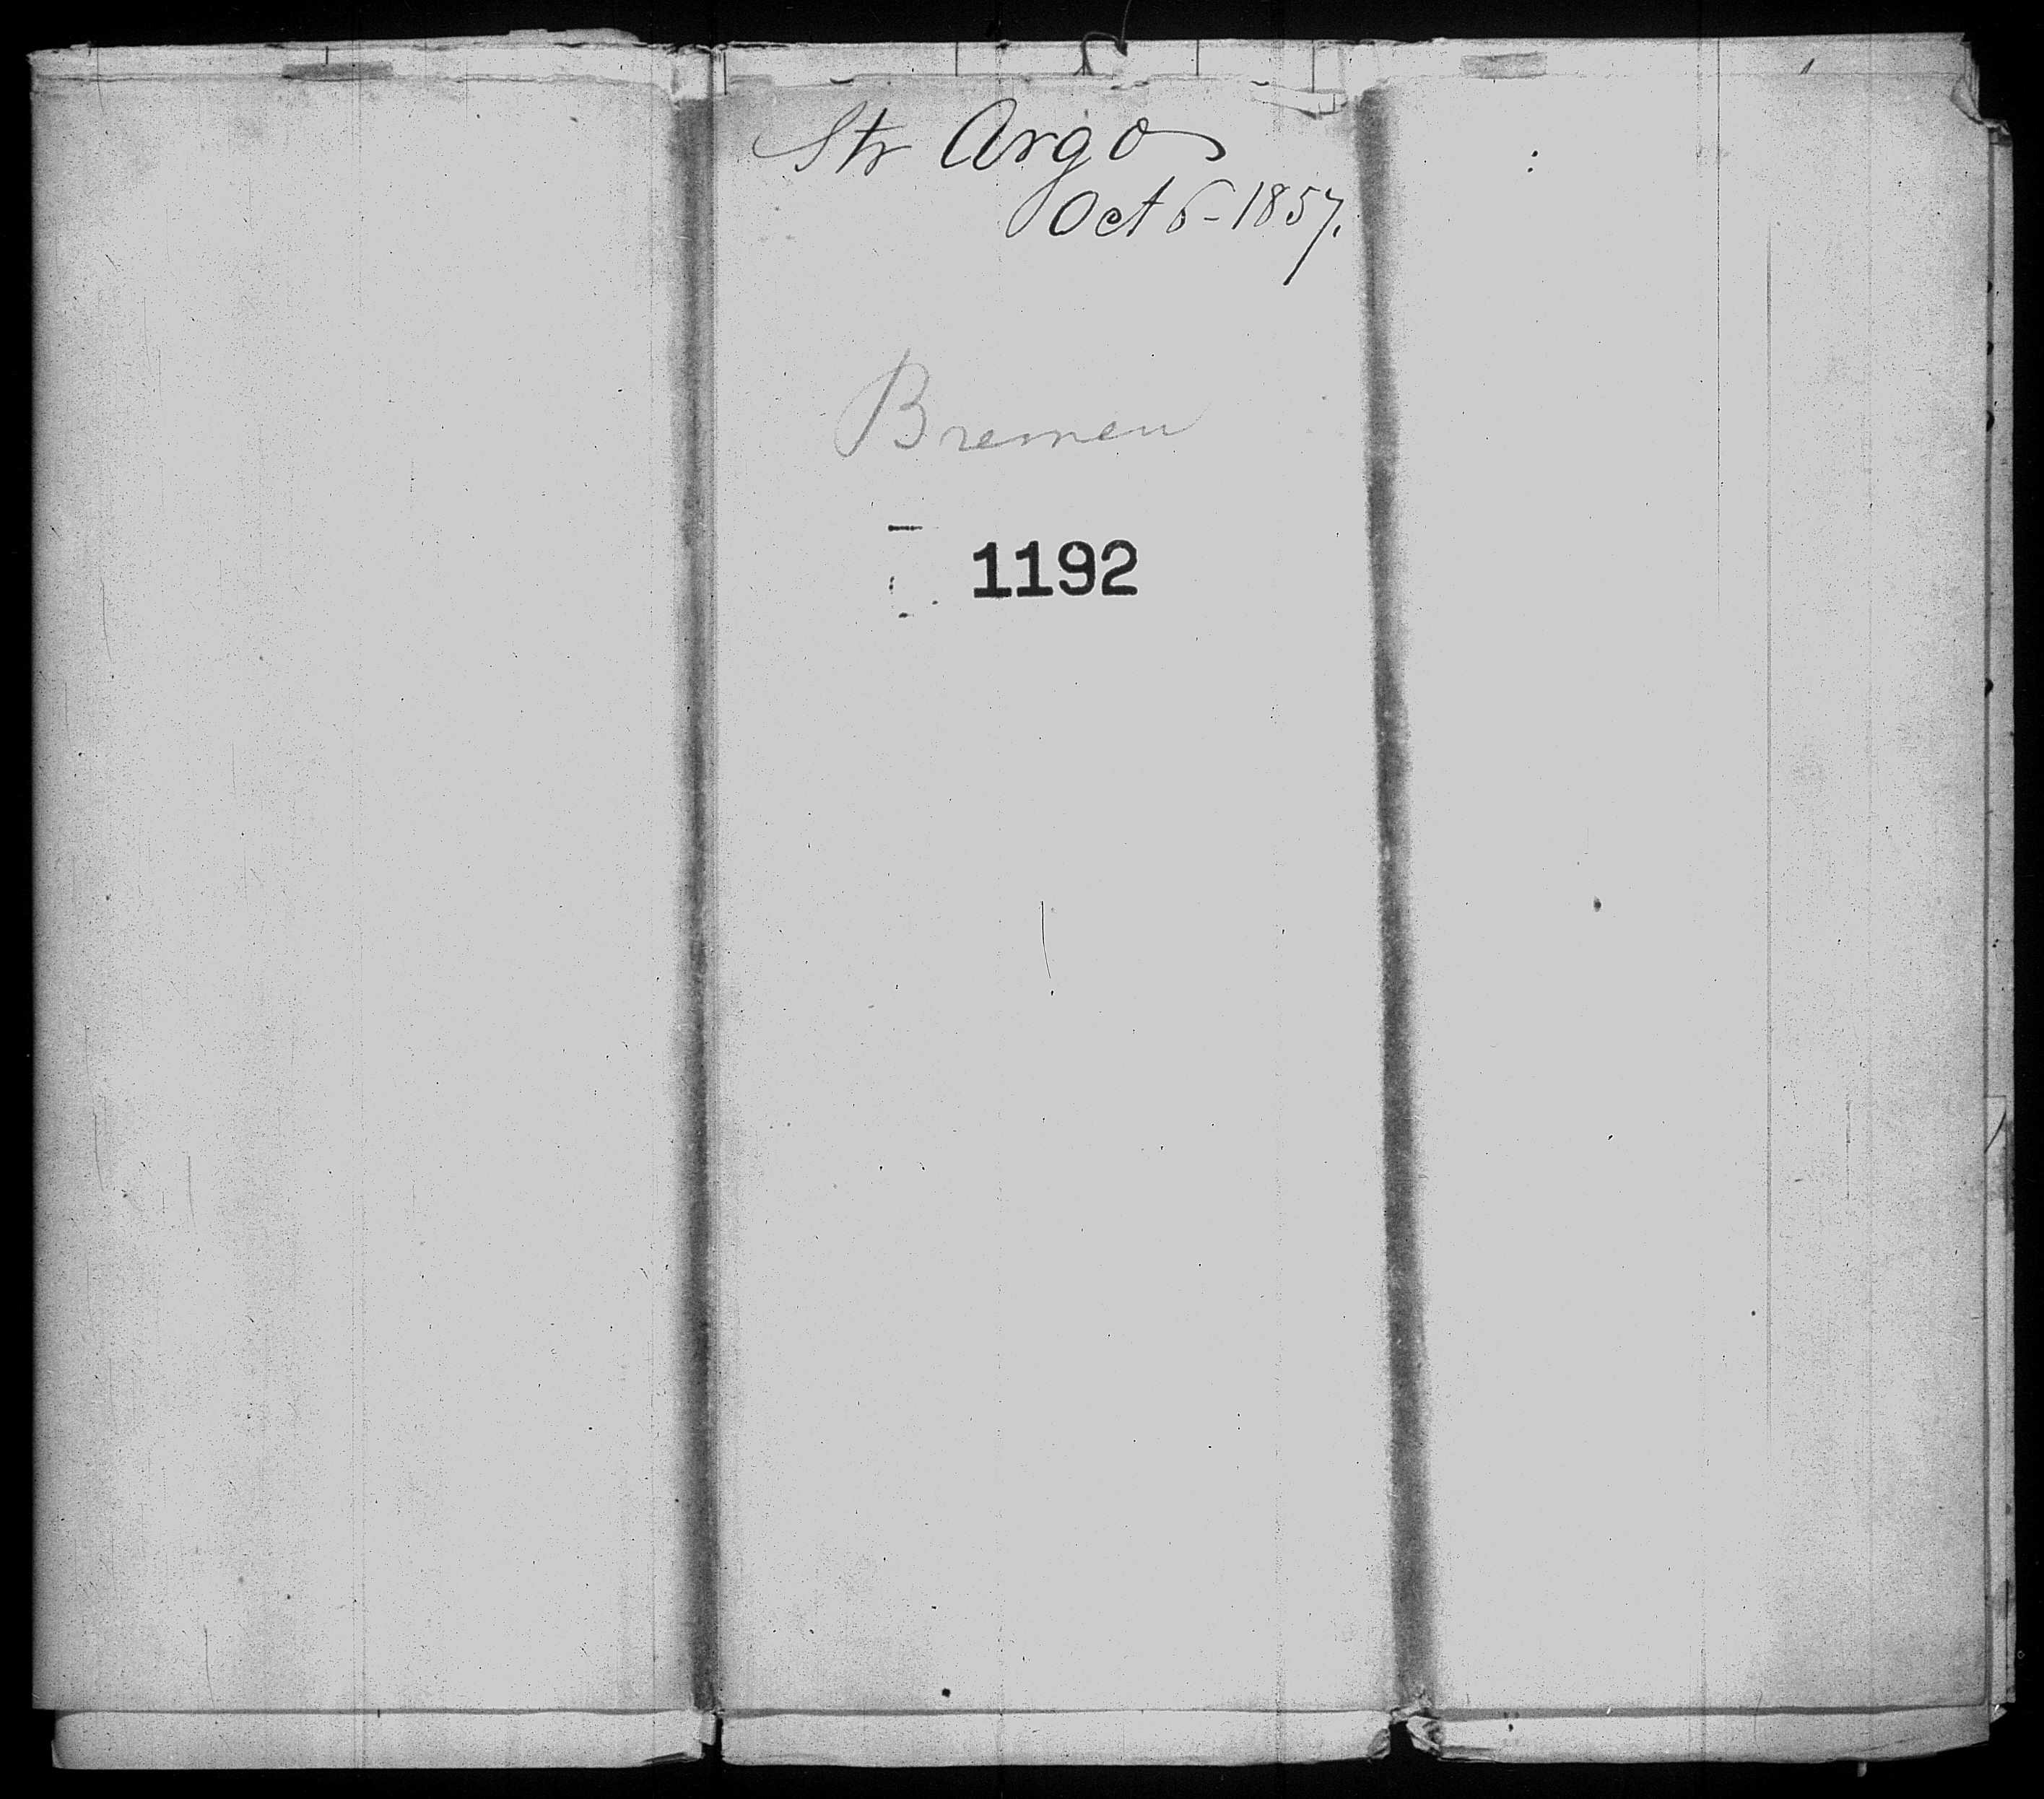 Str Argo
Oct 6 - 1857.
Bremen
1192